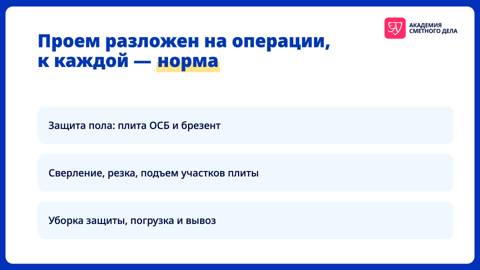 Проем разложен на операции,
к каждой — норма
АКАДЕМИЯ
СМЕТНОГО ДЕЛА
Защита пола: плита ОСБ и брезент
Сверление, резка, подъем участков плиты
Уборка защиты, погрузка и вывоз